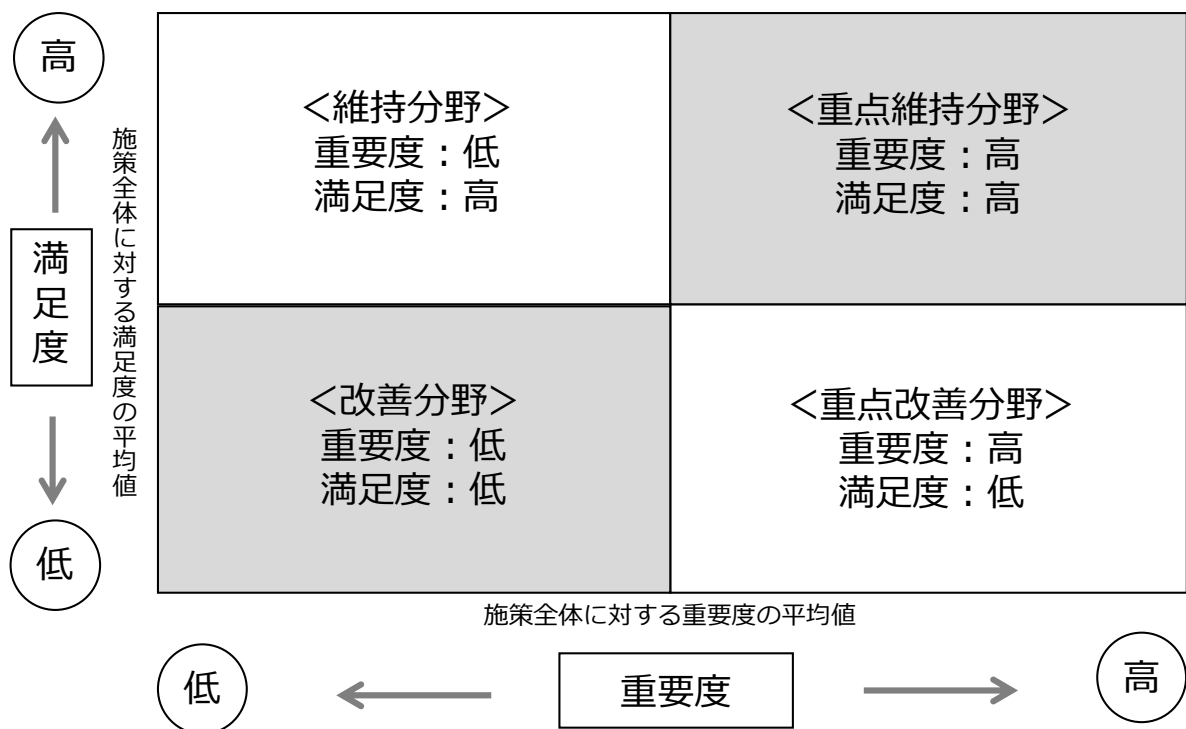 高
満足度
低
施策全体に対する満足度の平均値
＜維持分野＞
重要度：低
満足度：高
＜重点維持分野＞
重要度：高
満足度：高
＜改善分野＞
重要度：低
満足度：低
＜重点改善分野＞
重要度：高
満足度：低
施策全体に対する重要度の平均値
低
重要度
高